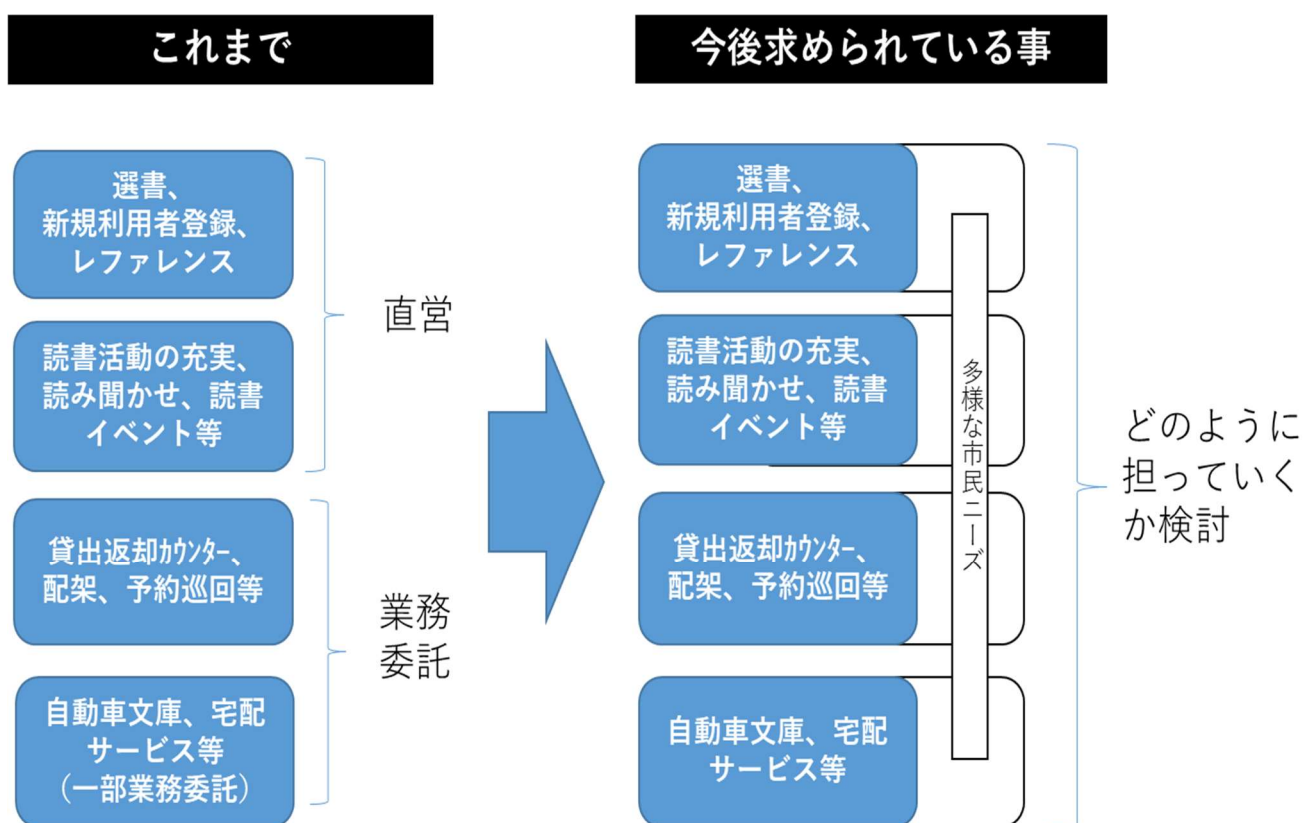 これまで
選書、
新規利用者登録、
レファレンス
読書活動の充実、
読み聞かせ、読書
イベント等
直営
貸出返却ｶｳﾝﾀｰ、
配架、予約巡回等
自動車文庫、宅配
サービス等
（一部業務委託）
業務
委託
今後求められている事
選書、
新規利用者登録、
レファレンス
読書活動の充実、
読み聞かせ、読書
イベント等
貸出返却ｶｳﾝﾀｰ、
配架、予約巡回等
自動車文庫、宅配
サービス等
多様な市民ニーズ
どのように
担っていく
か検討